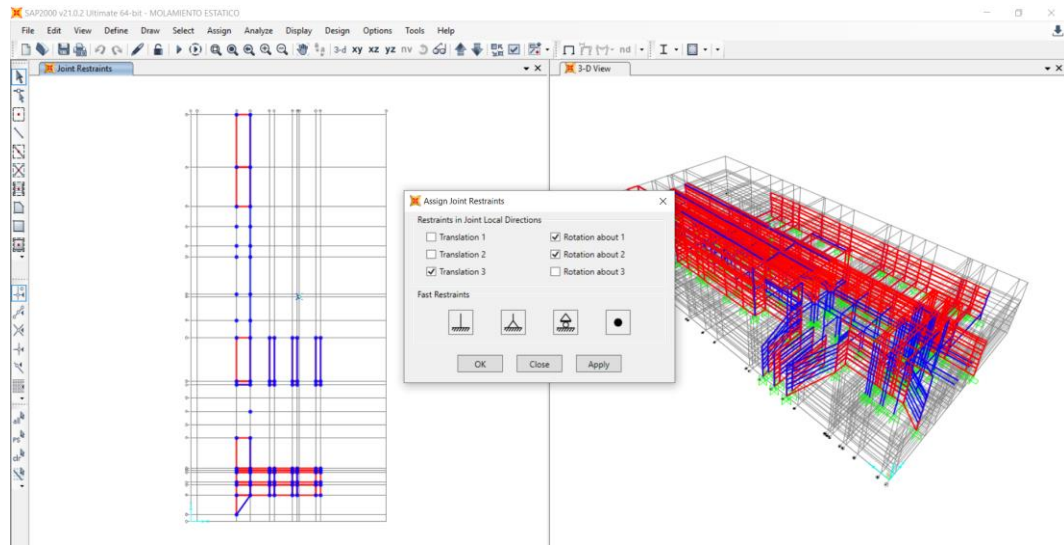 SAP2000 v21.0.2 Ultimate 64-bit - MOLAMIENTO ESTATICO
File Edit View Define Draw Select Assign Analyze Display Design Options Tools Help
3-d xy xz yz nv nd
Joint Restraints
3-D View
Assign Joint Restraints
Restraints in Joint Local Directions
Translation 1 Rotation about 1
Translation 2 Rotation about 2
Translation 3 Rotation about 3
Fast Restraints
OK Close Apply
all
PS
clr